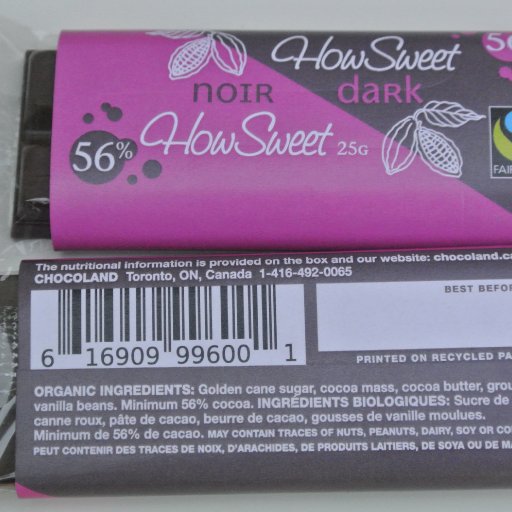 HowSweet
56
noir
dark
56%
HowSweet 25G
FAIR
The nutritional information is provided on the box and our website: chocoland.ca
CHOCOLAND Toronto, ON, Canada 1-416-492-0065
BEST BEFOR
6 16909 99600 1
PRINTED ON RECYCLED PA
ORGANIC INGREDIENTS: Golden cane sugar, cocoa mass, cocoa butter, grou
vanilla beans. Minimum 56% cocoa. INGRÉDIENTS BIOLOGIQUES: Sucre de
canne roux, pâte de cacao, beurre de cacao, gousses de vanille moulues.
Minimum de 56% de cacao. MAY CONTAIN TRACES OF NUTS, PEANUTS, DAIRY, SOY OR CO
PEUT CONTENIR DES TRACES DE NOIX, D'ARACHIDES, DE PRODUITS LAITIERS, DE SOYA OU DE MA